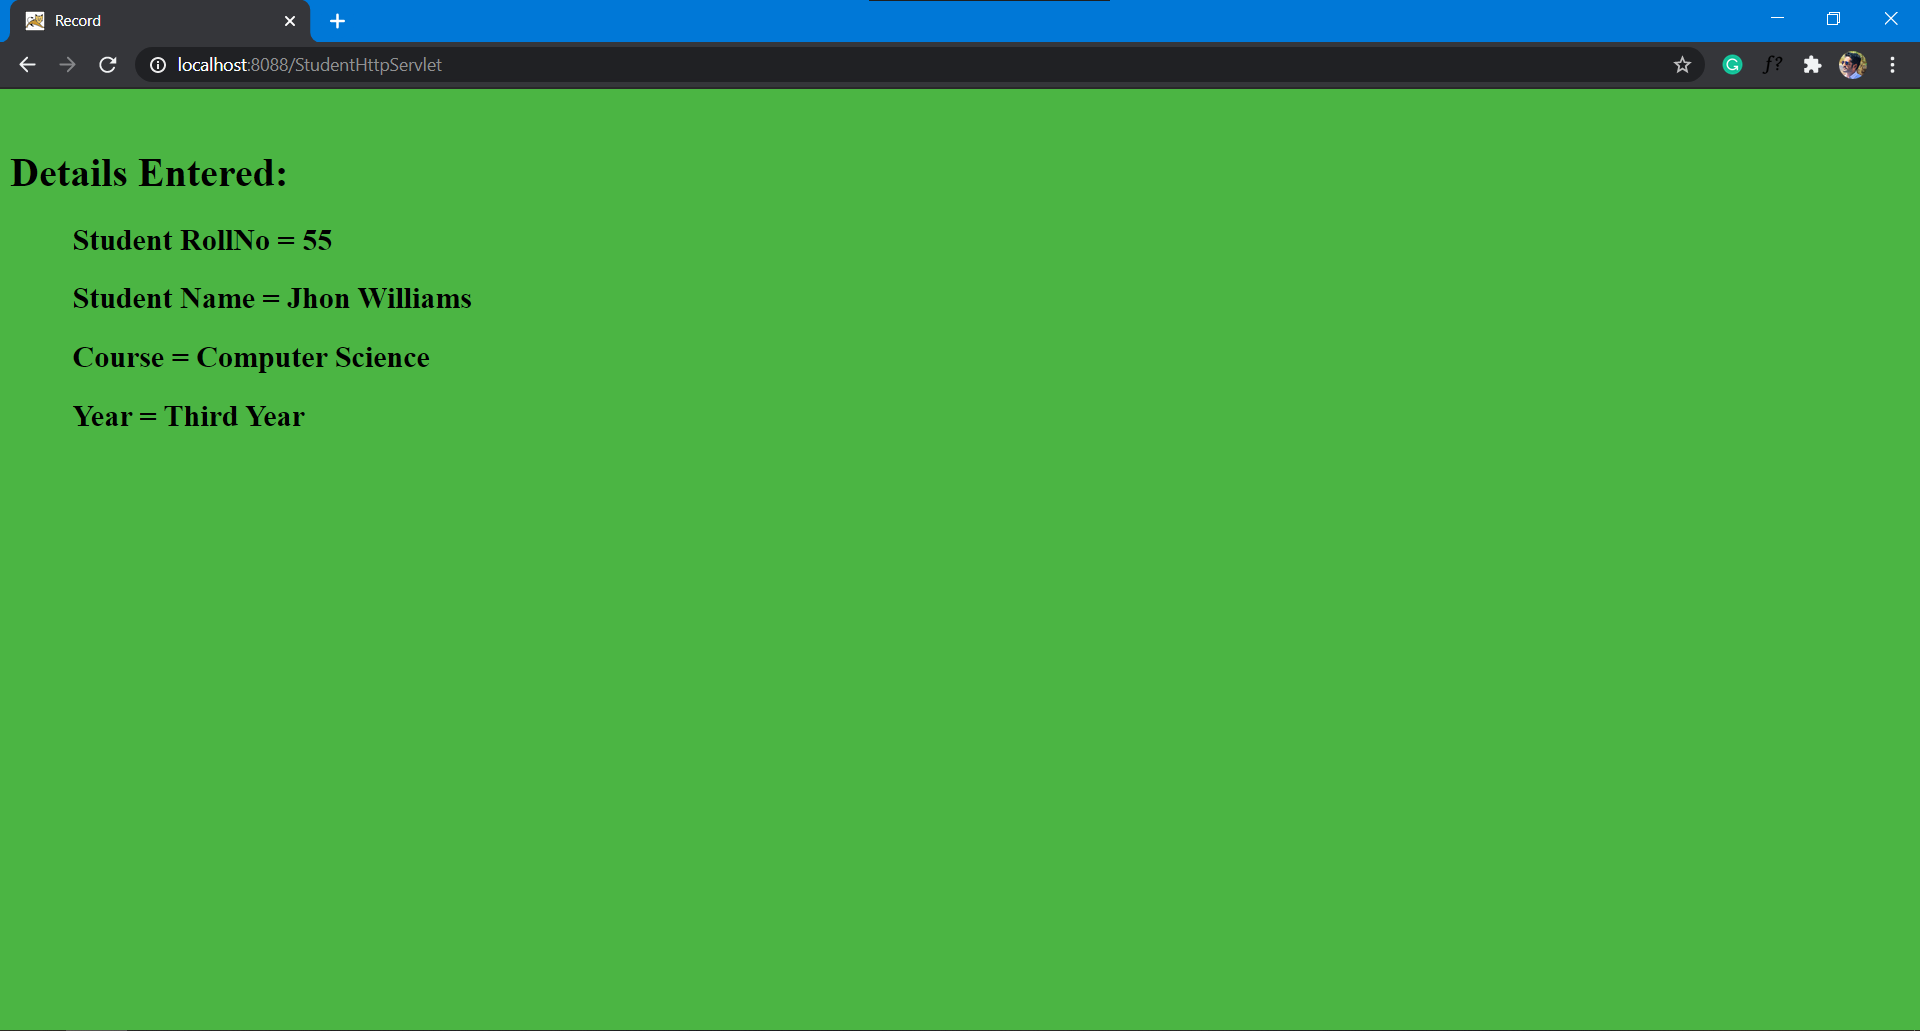 Record
localhost:8088/StudentHttpServlet
f?
Details Entered:
Student RollNo = 55
Student Name = Jhon Williams
Course = Computer Science
Year = Third Year